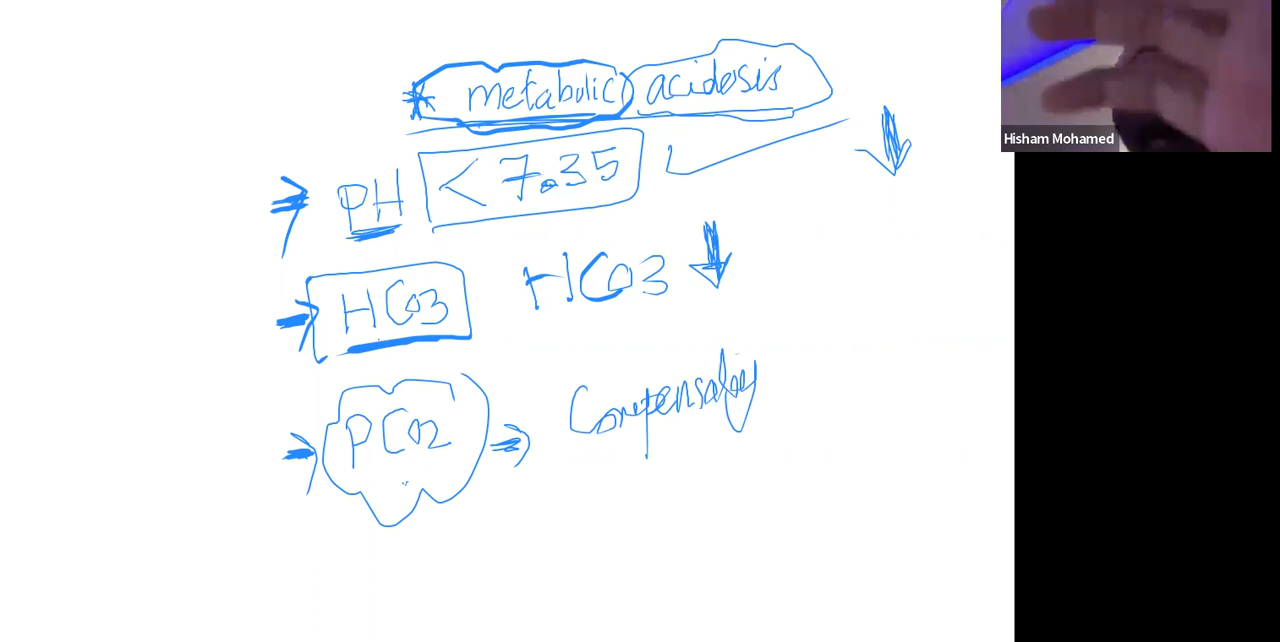 * metabolic acidosis
Hisham Mohamed
⇒ PH < 7.35
→ HCo3 HCo3 ↓
→ PCo2 ⇒ Compensatory